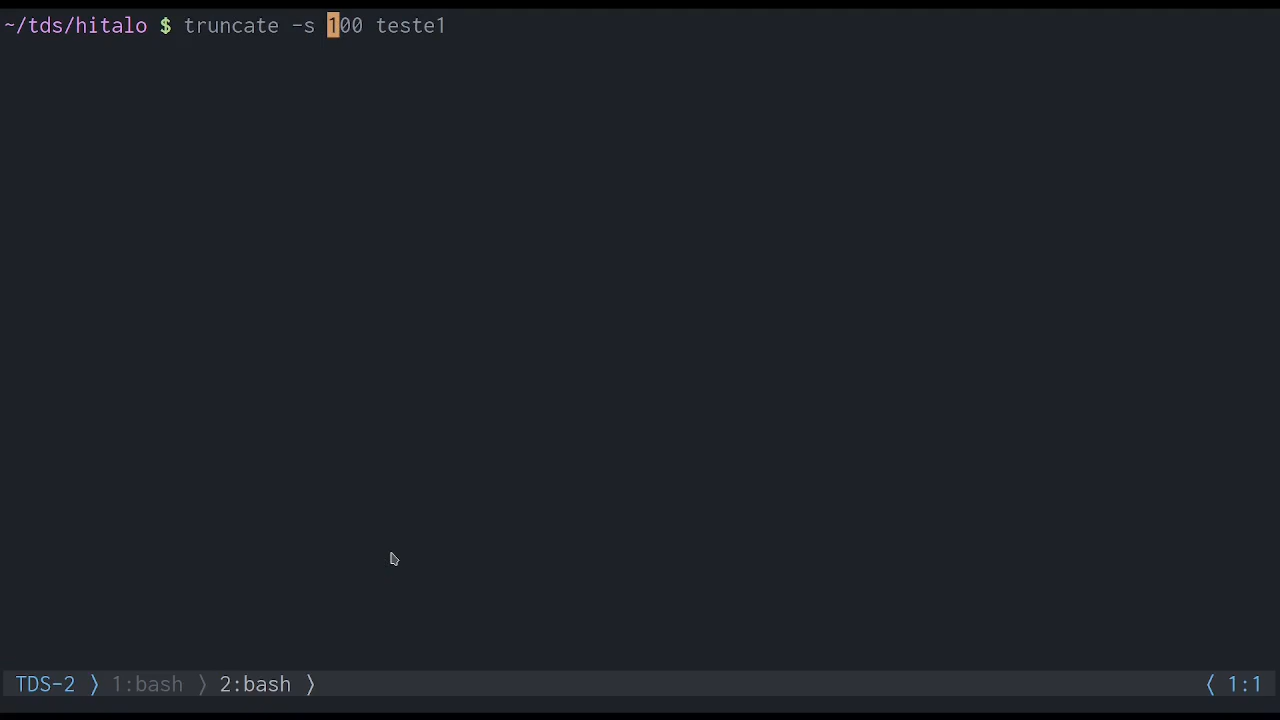 ~/tds/hitalo $ truncate -s 100 teste1
TDS-2 ⟩ 1:bash ⟩ 2:bash ⟩ ⟨ 1:1